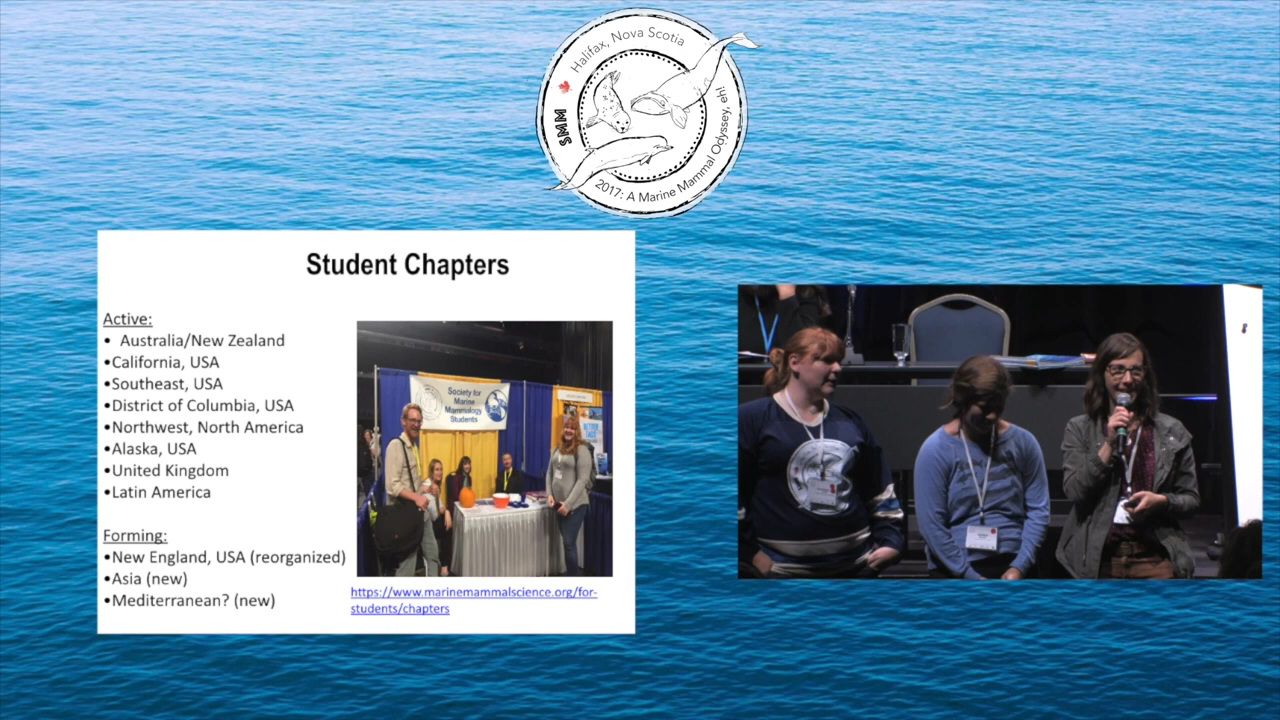 Halifax, Nova Scotia
SMM
2017: A Marine Mammal Odyssey, eh!
Student Chapters
Active:
• Australia/New Zealand
•California, USA
•Southeast, USA
•District of Columbia, USA
•Northwest, North America
•Alaska, USA
•United Kingdom
•Latin America
Forming:
•New England, USA (reorganized)
•Asia (new)
•Mediterranean? (new)
Society for
Marine
Mammalogy
Students
https://www.marinemammalscience.org/for-
students/chapters